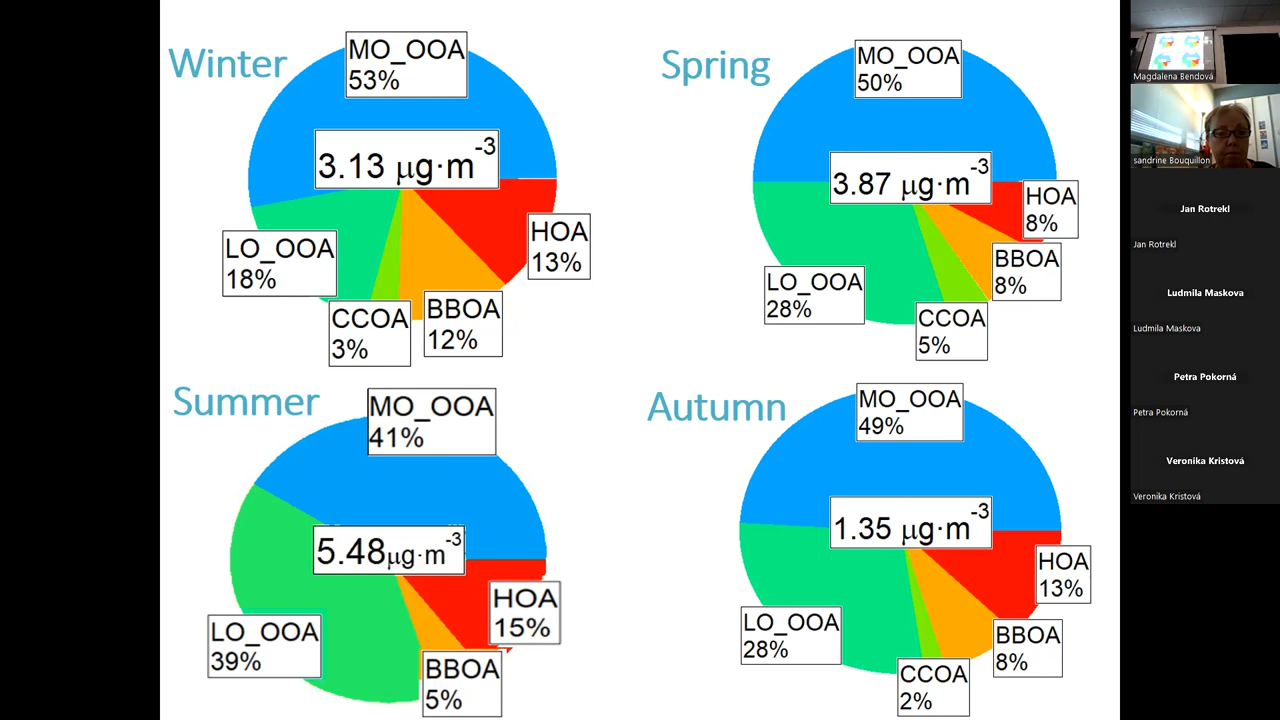 Winter
MO_OOA
53%
3.13 µg·m-3
HOA
13%
LO_OOA
18%
CCOA
3%
BBOA
12%
Spring
MO_OOA
50%
3.87 µg·m-3
HOA
8%
BBOA
8%
LO_OOA
28%
CCOA
5%
Summer
MO_OOA
41%
5.48µg·m-3
HOA
15%
LO_OOA
39%
BBOA
5%
Autumn
MO_OOA
49%
1.35 µg·m-3
HOA
13%
LO_OOA
28%
BBOA
8%
CCOA
2%
Magdalena Bendová
sandrine Bouquillon
Jan Rotrekl
Jan Rotrekl
Ludmila Maskova
Ludmila Maskova
Petra Pokorná
Petra Pokorná
Veronika Kristová
Veronika Kristová